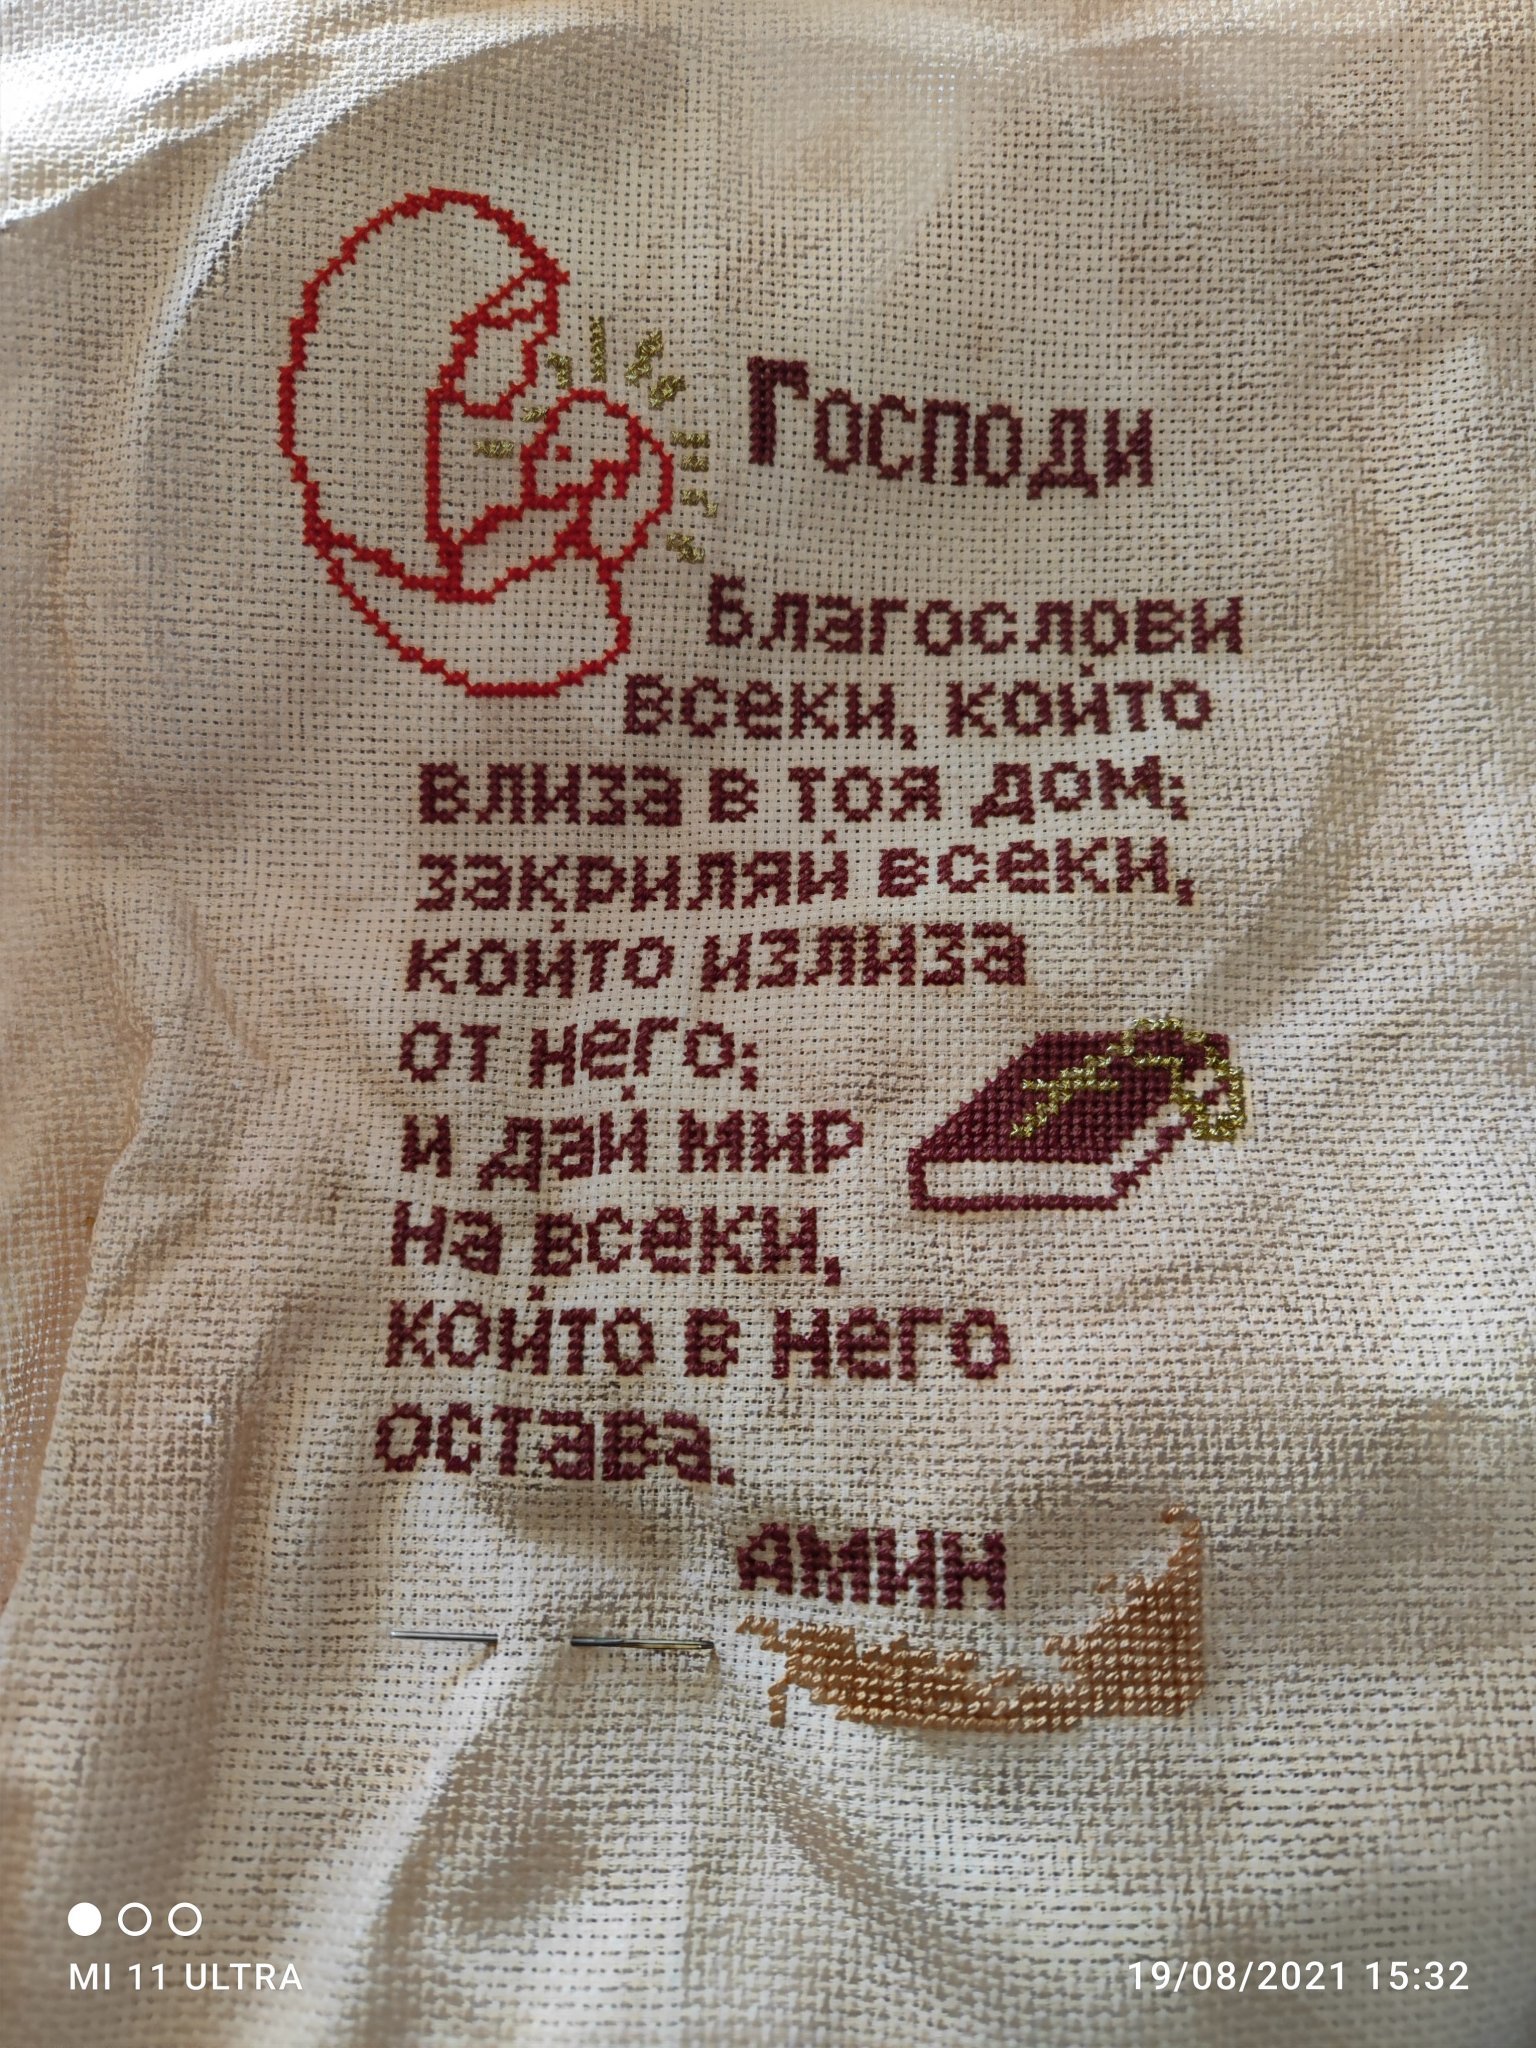 Господи
Благослови
всеки, който
влиза в тоя дом;
закриляй всеки,
който излиза
от него;
и дай мир
на всеки,
който в него
остава.
АМИН
MI 11 ULTRA
19/08/2021 15:32